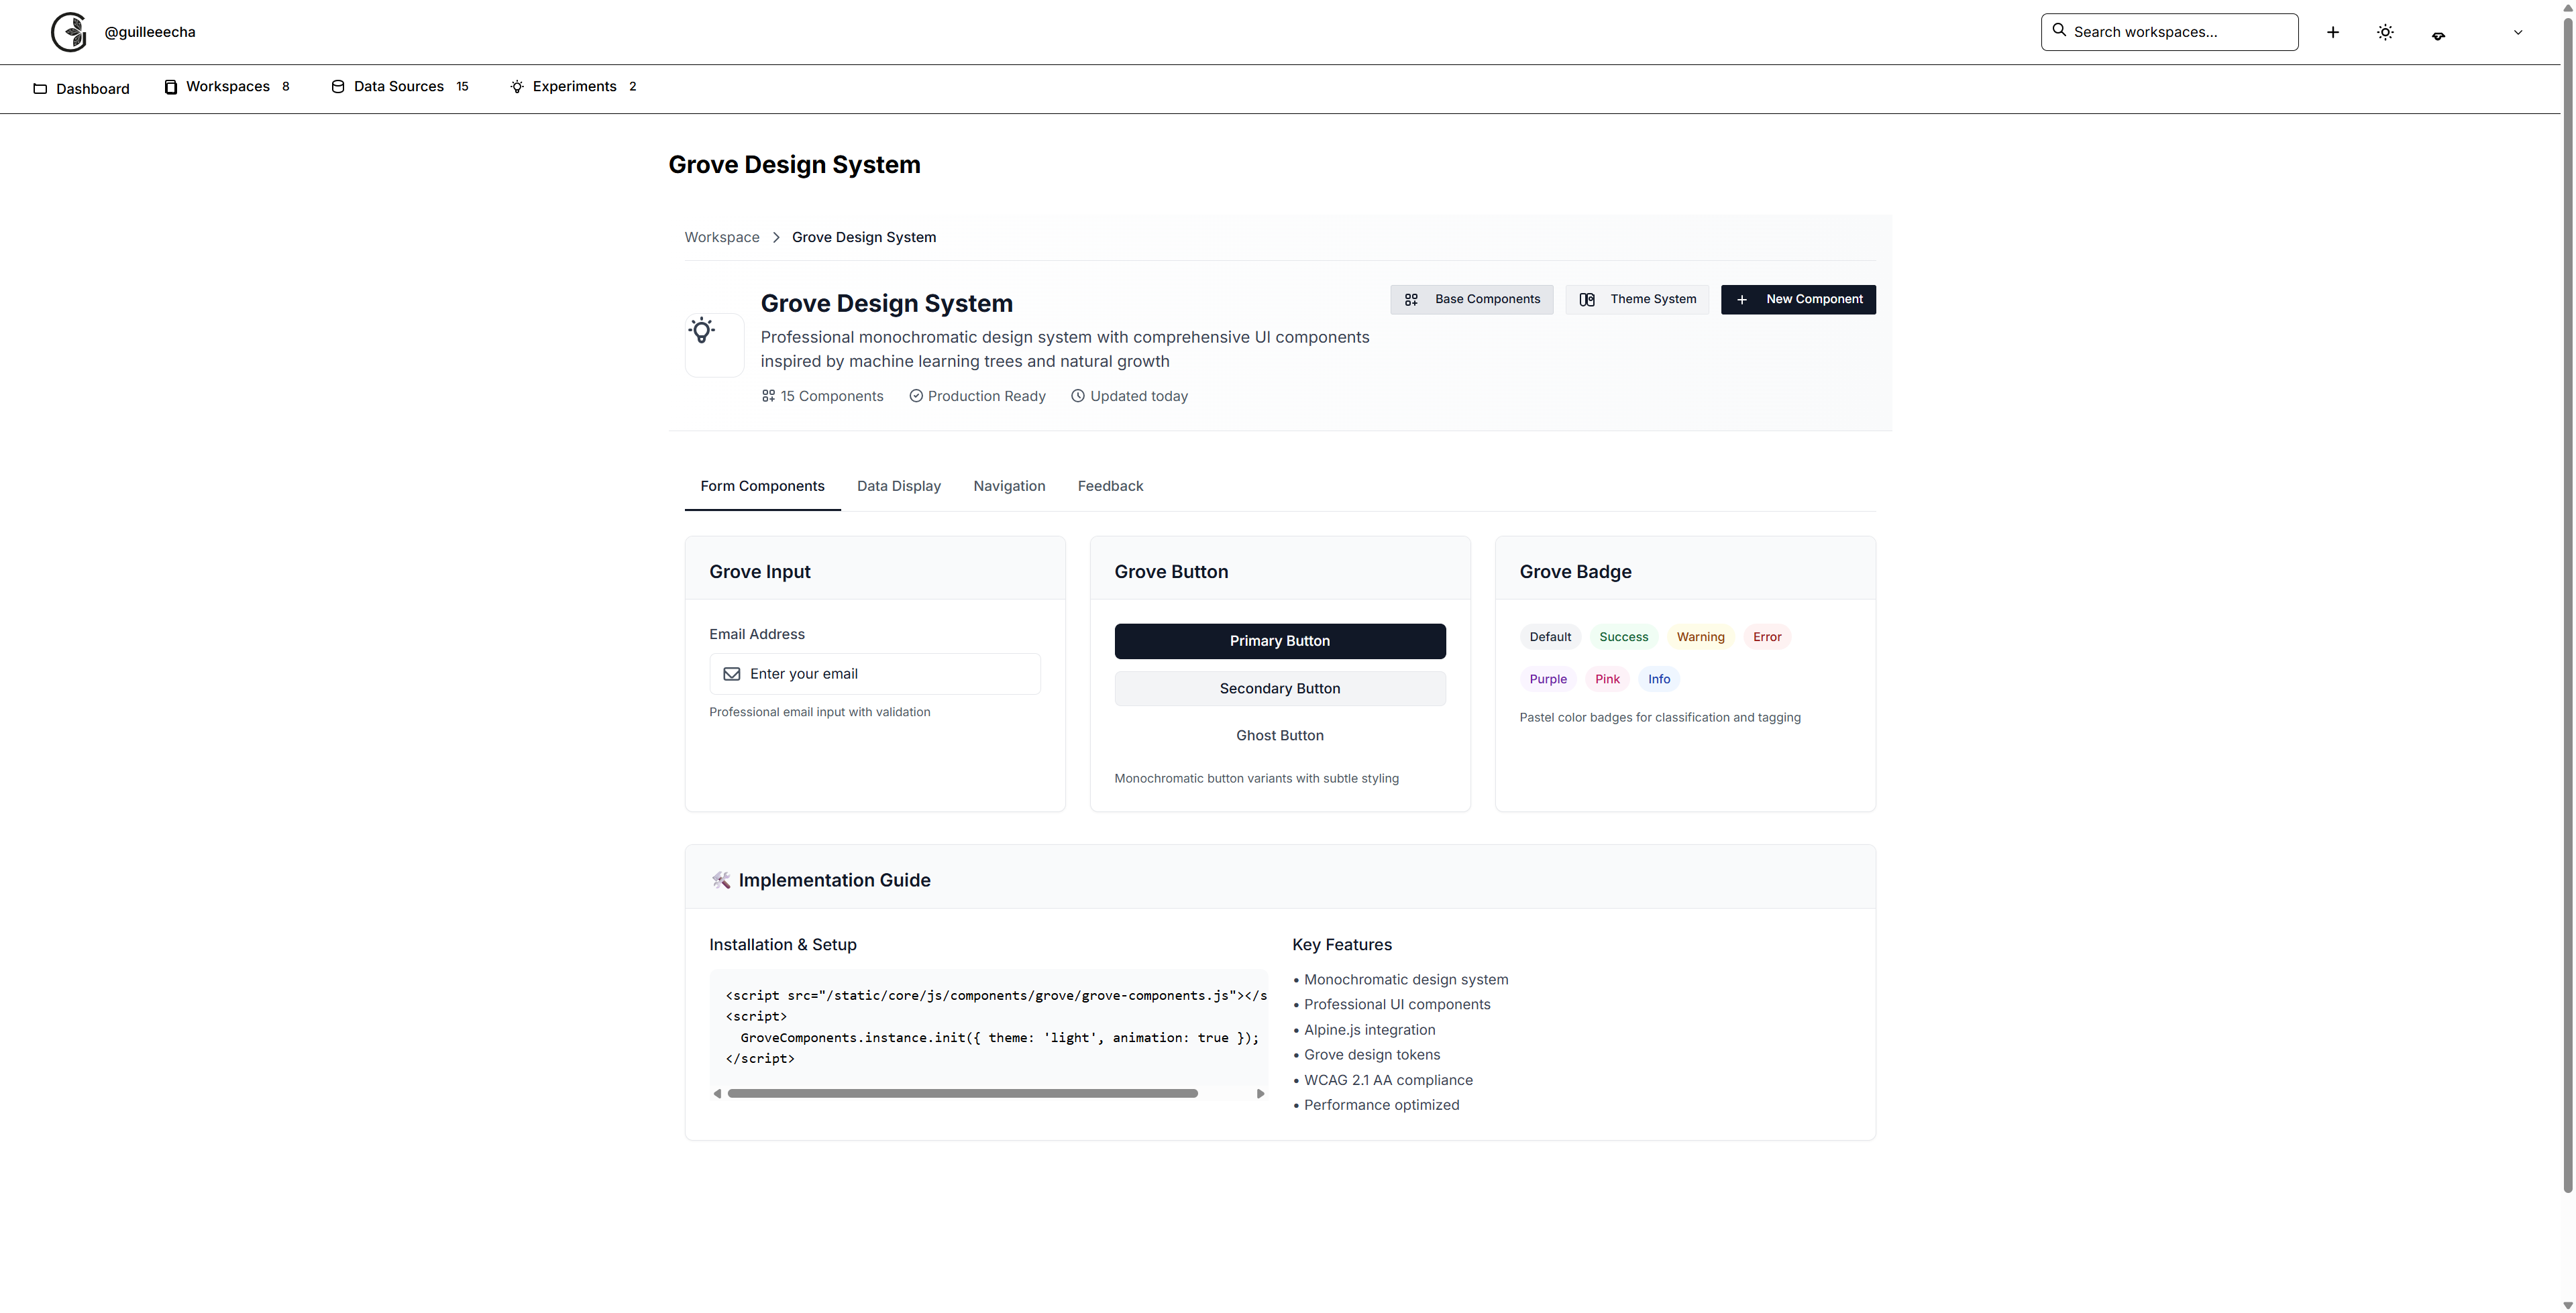 @guilleeecha
Search workspaces...
Dashboard
Workspaces 8
Data Sources 15
Experiments 2
Grove Design System
Workspace
Grove Design System
Grove Design System
Professional monochromatic design system with comprehensive UI components
inspired by machine learning trees and natural growth
15 Components
Production Ready
Updated today
Base Components
Theme System
New Component
Form Components
Data Display
Navigation
Feedback
Grove Input
Email Address
Enter your email
Professional email input with validation
Grove Button
Primary Button
Secondary Button
Ghost Button
Monochromatic button variants with subtle styling
Grove Badge
Default Success Warning Error
Purple Pink Info
Pastel color badges for classification and tagging
Implementation Guide
Installation & Setup
<script src="/static/core/js/components/grove/grove-components.js"></s
<script>
GroveComponents.instance.init({ theme: 'light', animation: true });
</script>
Key Features
• Monochromatic design system
• Professional UI components
• Alpine.js integration
• Grove design tokens
• WCAG 2.1 AA compliance
• Performance optimized